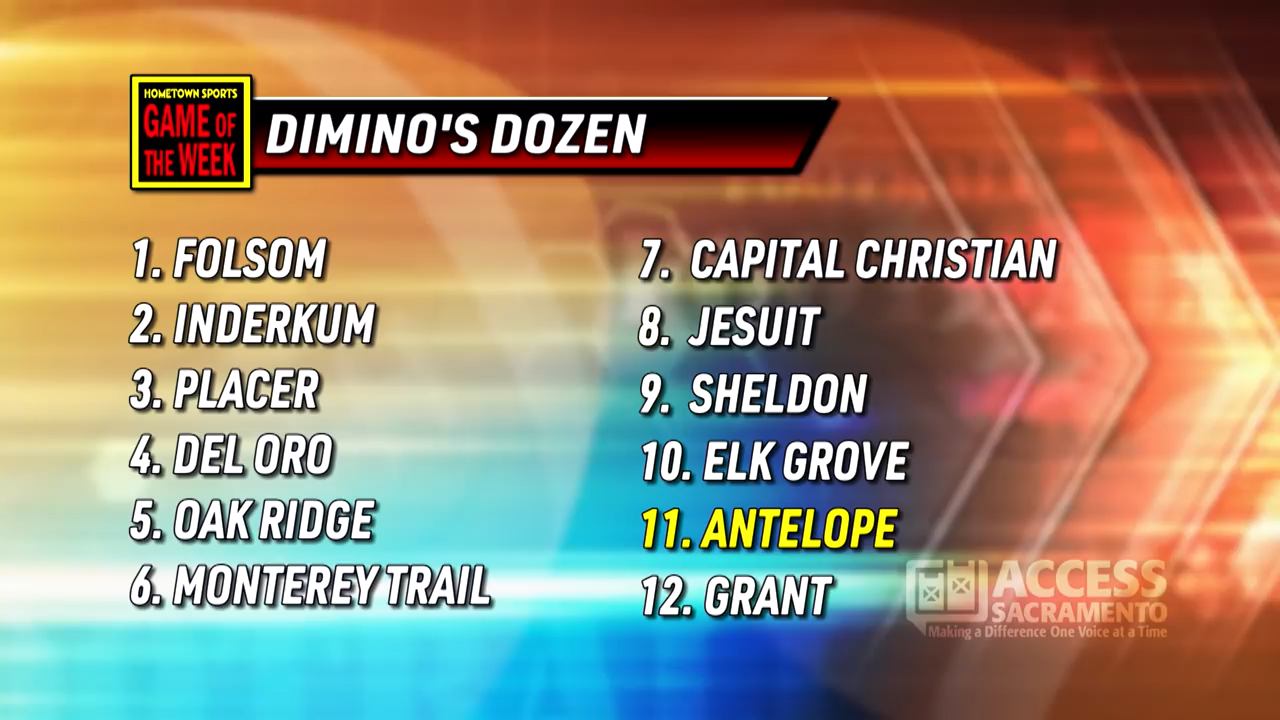 HOMETOWN SPORTS
GAME OF
THE WEEK
DIMINO'S DOZEN
1. FOLSOM
2. INDERKUM
3. PLACER
4. DEL ORO
5. OAK RIDGE
6. MONTEREY TRAIL
7. CAPITAL CHRISTIAN
8. JESUIT
9. SHELDON
10. ELK GROVE
11. ANTELOPE
12. GRANT
ACCESS
SACRAMENTO
Making a Difference One Voice at a Time